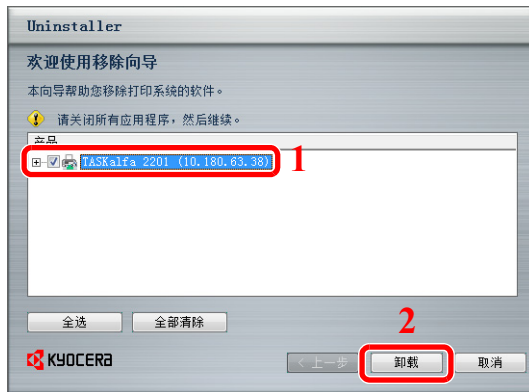 Uninstaller
欢迎使用移除向导
本向导帮助您移除打印系统的软件。
请关闭所有应用程序，然后继续。
产品
TASKalfa 2201 (10.180.63.38)
1
全选 全部清除
2
KYOCERA
< 上一步 卸载 取消